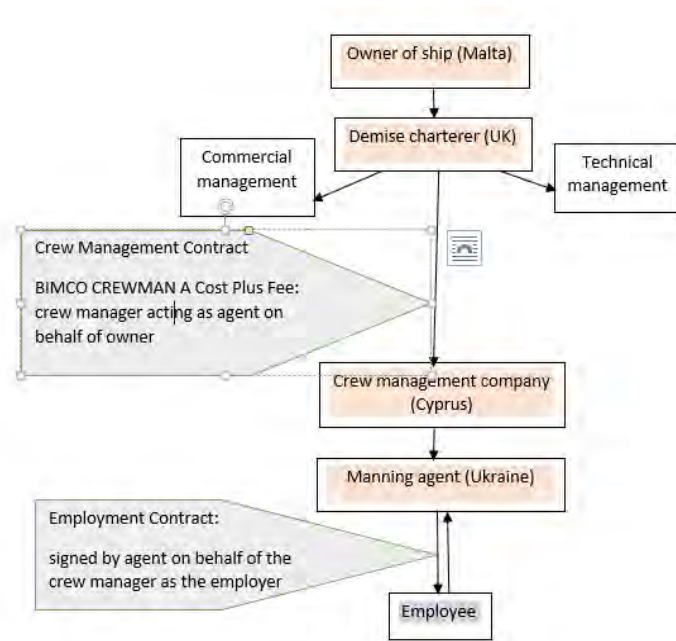 Owner of ship (Malta)
Demise charterer (UK)
Commercial
management
Technical
management
Crew Management Contract
BIMCO CREWMAN A Cost Plus Fee:
crew manager acting as agent on
behalf of owner
Crew management company
(Cyprus)
Manning agent (Ukraine)
Employment Contract:
signed by agent on behalf of the
crew manager as the employer
Employee